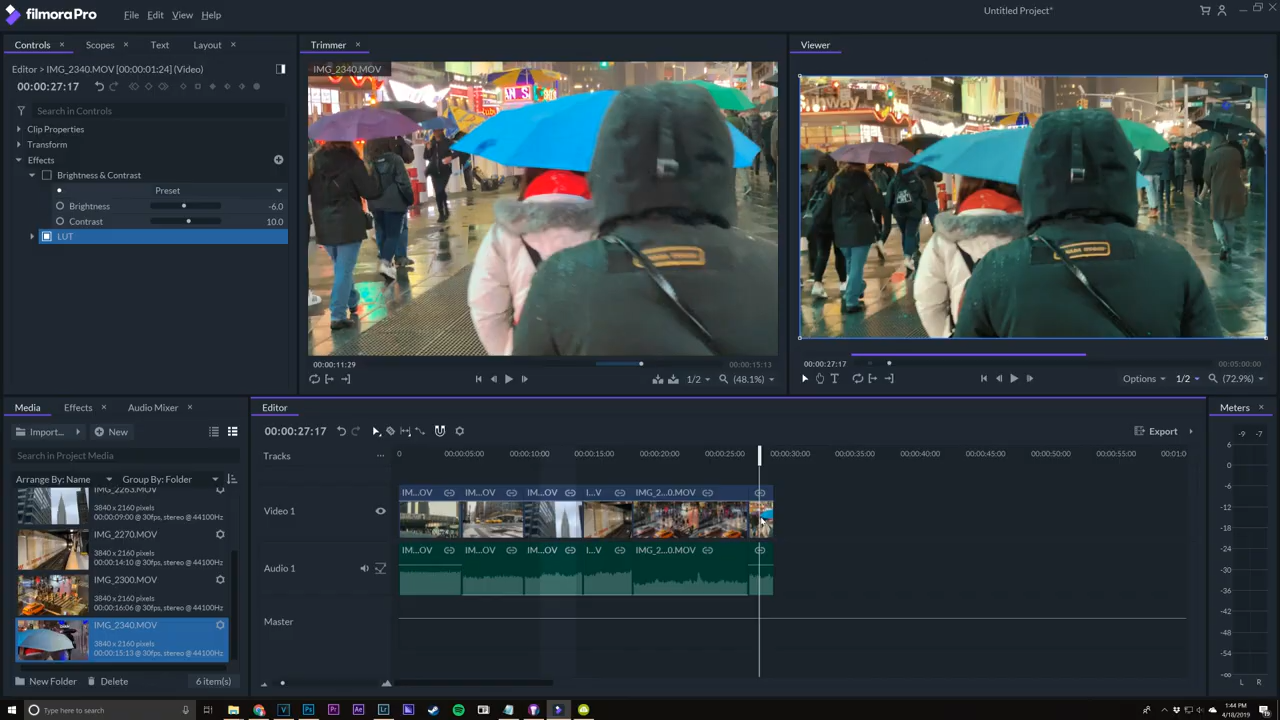 filmoraPro
File Edit View Help
Untitled Project*
Controls × Scopes × Text Layout ×
Editor > IMG_2340.MOV [00:00:01:24] (Video)
00:00:27:17
Search in Controls
Clip Properties
Transform
Effects
Brightness & Contrast
Preset
Brightness -6.0
Contrast 10.0
LUT
Trimmer ×
IMG_2340.MOV
00:00:11:29 00:00:15:13
1/2 (48.1%)
Viewer
00:00:27:17 00:05:00:00
Options 1/2 (72.9%)
Media Effects × Audio Mixer ×
Import... New
Search in Project Media
Arrange By: Name Group By: Folder
IMG_2263.MOV
3840 x 2160 pixels
00:00:09:00 @ 30fps, stereo @ 44100Hz
IMG_2270.MOV
3840 x 2160 pixels
00:00:14:10 @ 30fps, stereo @ 44100Hz
IMG_2300.MOV
3840 x 2160 pixels
00:00:16:06 @ 30fps, stereo @ 44100Hz
IMG_2340.MOV
3840 x 2160 pixels
00:00:15:13 @ 30fps, stereo @ 44100Hz
New Folder Delete 6 item(s)
Editor
00:00:27:17
Export
Tracks ... 0 00:00:05:00 00:00:10:00 00:00:15:00 00:00:20:00 00:00:25:00 00:00:30:00 00:00:35:00 00:00:40:00 00:00:45:00 00:00:50:00 00:00:55:00 00:01:0
IM...OV IM...OV IM...OV I...V IMG_2...0.MOV
Video 1
IM...OV IM...OV IM...OV I...V IMG_2...0.MOV
Audio 1
Master
Meters ×
-9 -7
6
0
-6
-12
-18
-24
-30
-36
-42
-48
-54
-∞
L R
Type here to search
1:44 PM
4/18/2019